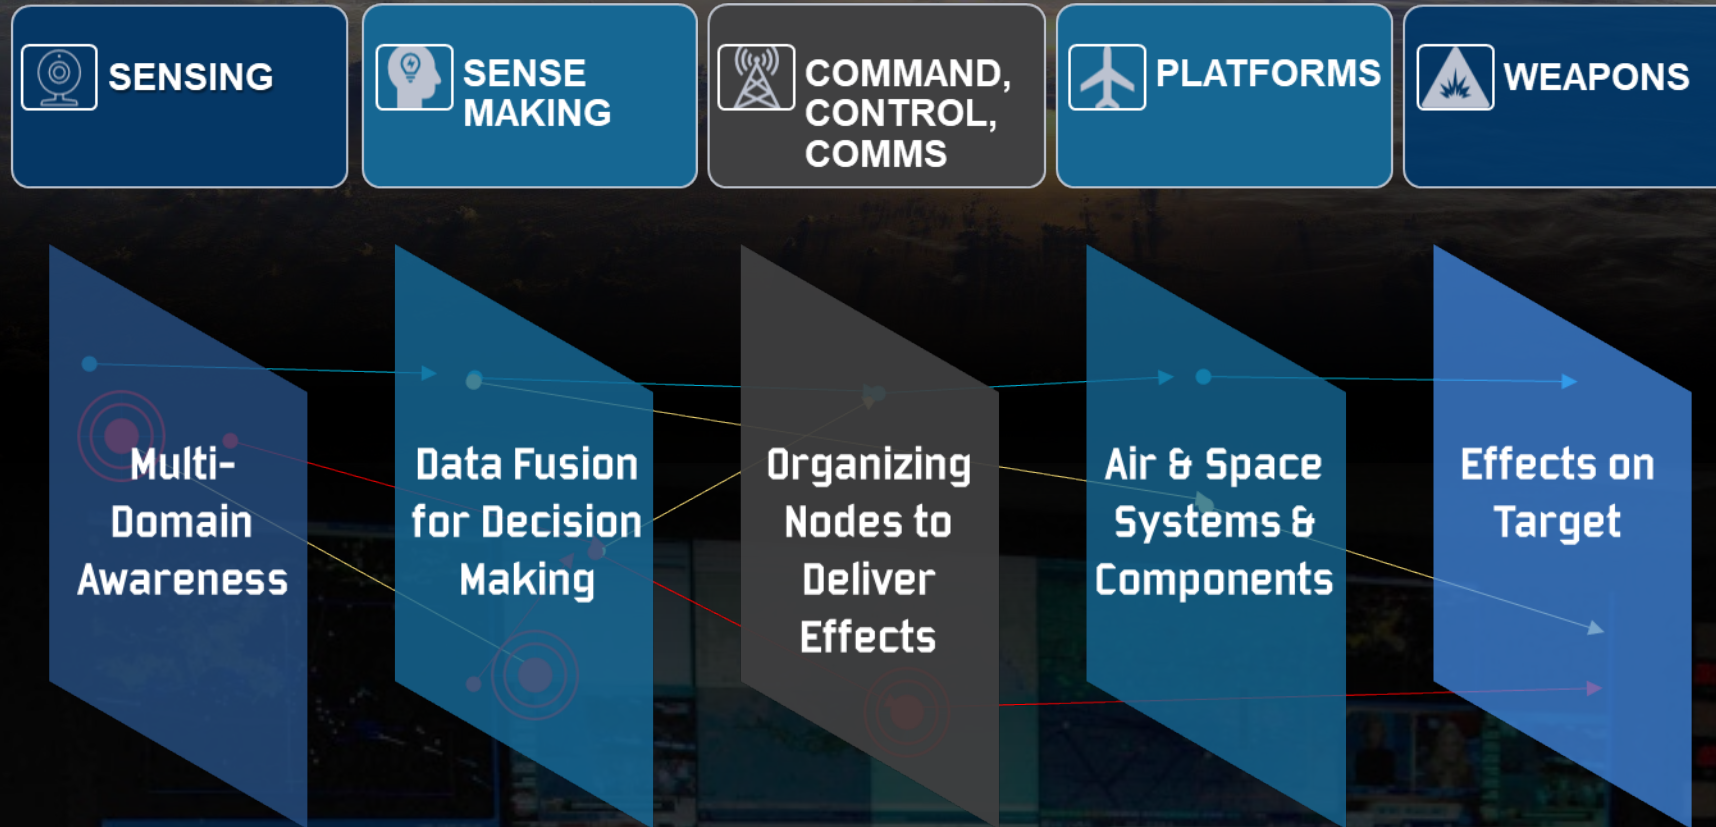 SENSING
SENSE
MAKING
COMMAND,
CONTROL,
COMMS
PLATFORMS
WEAPONS
Multi-
Domain
Awareness
Data Fusion
for Decision
Making
Organizing
Nodes to
Deliver
Effects
Air & Space
Systems &
Components
Effects on
Target